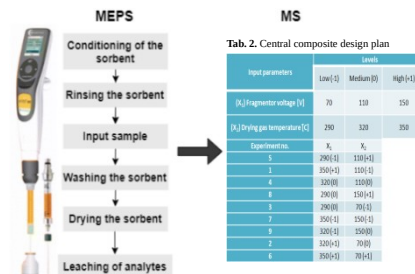 MEPS
MS
Conditioning of the
sorbent
Rinsing the sorbent
Input sample
Washing the sorbent
Drying the sorbent
Leaching of analytes
Tab. 2. Central composite design plan
Input parameters
Levels
Low(-1) Medium(0) High(+1)
(X₁) Fragmentor voltage [V] 70 110 150
(X₂) Drying gas temperature [C] 290 320 350
Experiment no. X₁ X₂
5 290(-1) 110(+1)
1 350(+1) 110(-1)
4 320(0) 110(0)
8 290(0) 150(+1)
3 290(0) 70(-1)
7 350(-1) 150(-1)
9 320(-1) 150(0)
2 320(+1) 70(0)
6 350(+1) 70(+1)